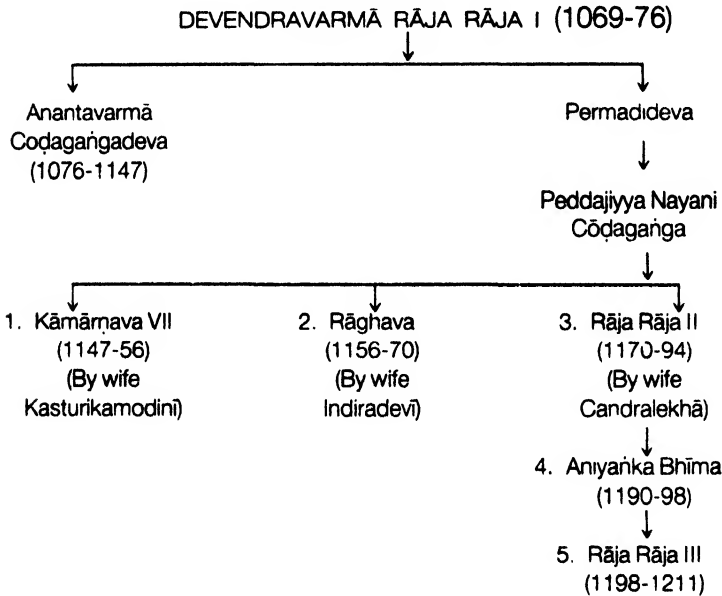 DEVENDRAVARMĀ RĀJA RĀJA I (1069-76)
Anantavarmā
Coḍagaṅgadeva
(1076-1147)
Permadideva
Peddajiyya Nayani
Cōḍagaṅga
1. Kāmārṇava VII
(1147-56)
(By wife
Kasturikamodinī)
2. Rāghava
(1156-70)
(By wife
Indiradevī)
3. Rāja Rāja II
(1170-94)
(By wife
Candralekhā)
4. Aniyaṅka Bhīma
(1190-98)
5. Rāja Rāja III
(1198-1211)